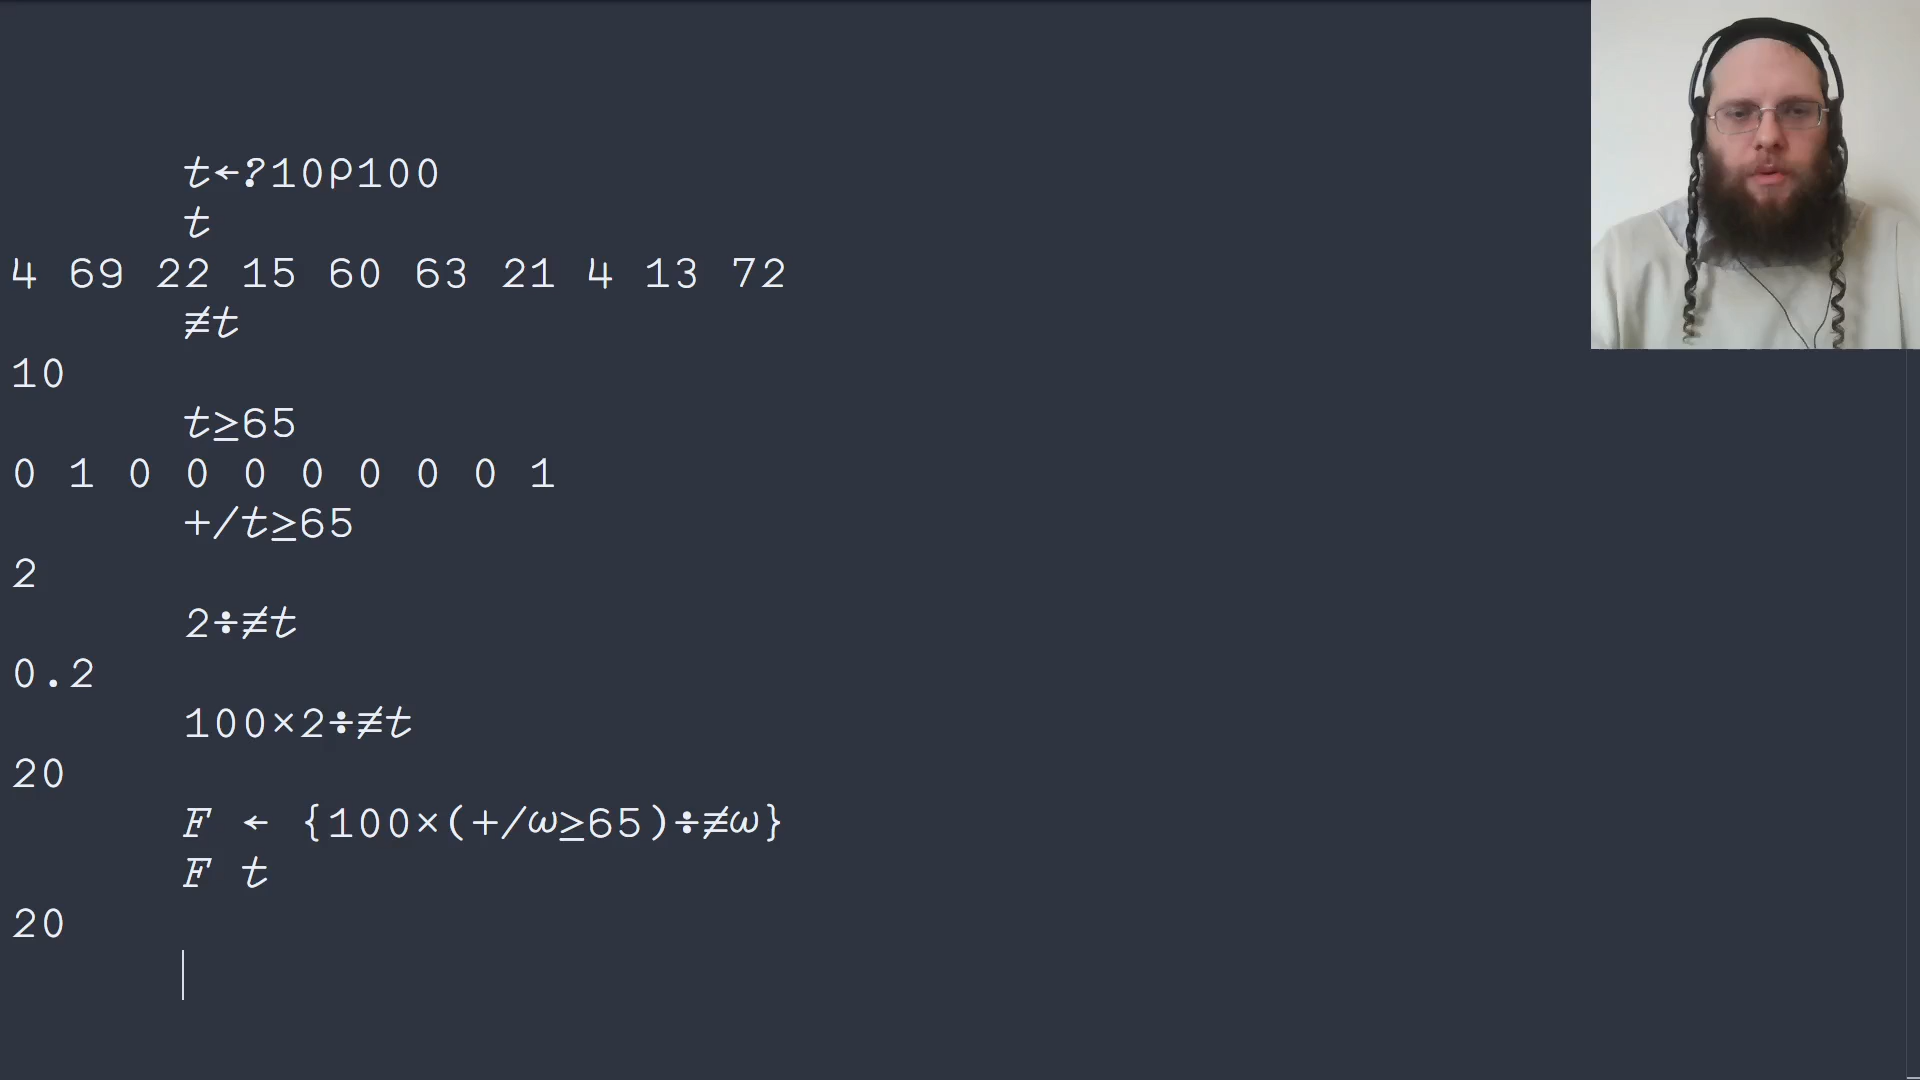 t←?10⍴100
t
4 69 22 15 60 63 21 4 13 72
≢t
10
t≥65
0 1 0 0 0 0 0 0 0 1
+/t≥65
2
2÷≢t
0.2
100×2÷≢t
20
F ← {100×(+/⍵≥65)÷≢⍵}
F t
20